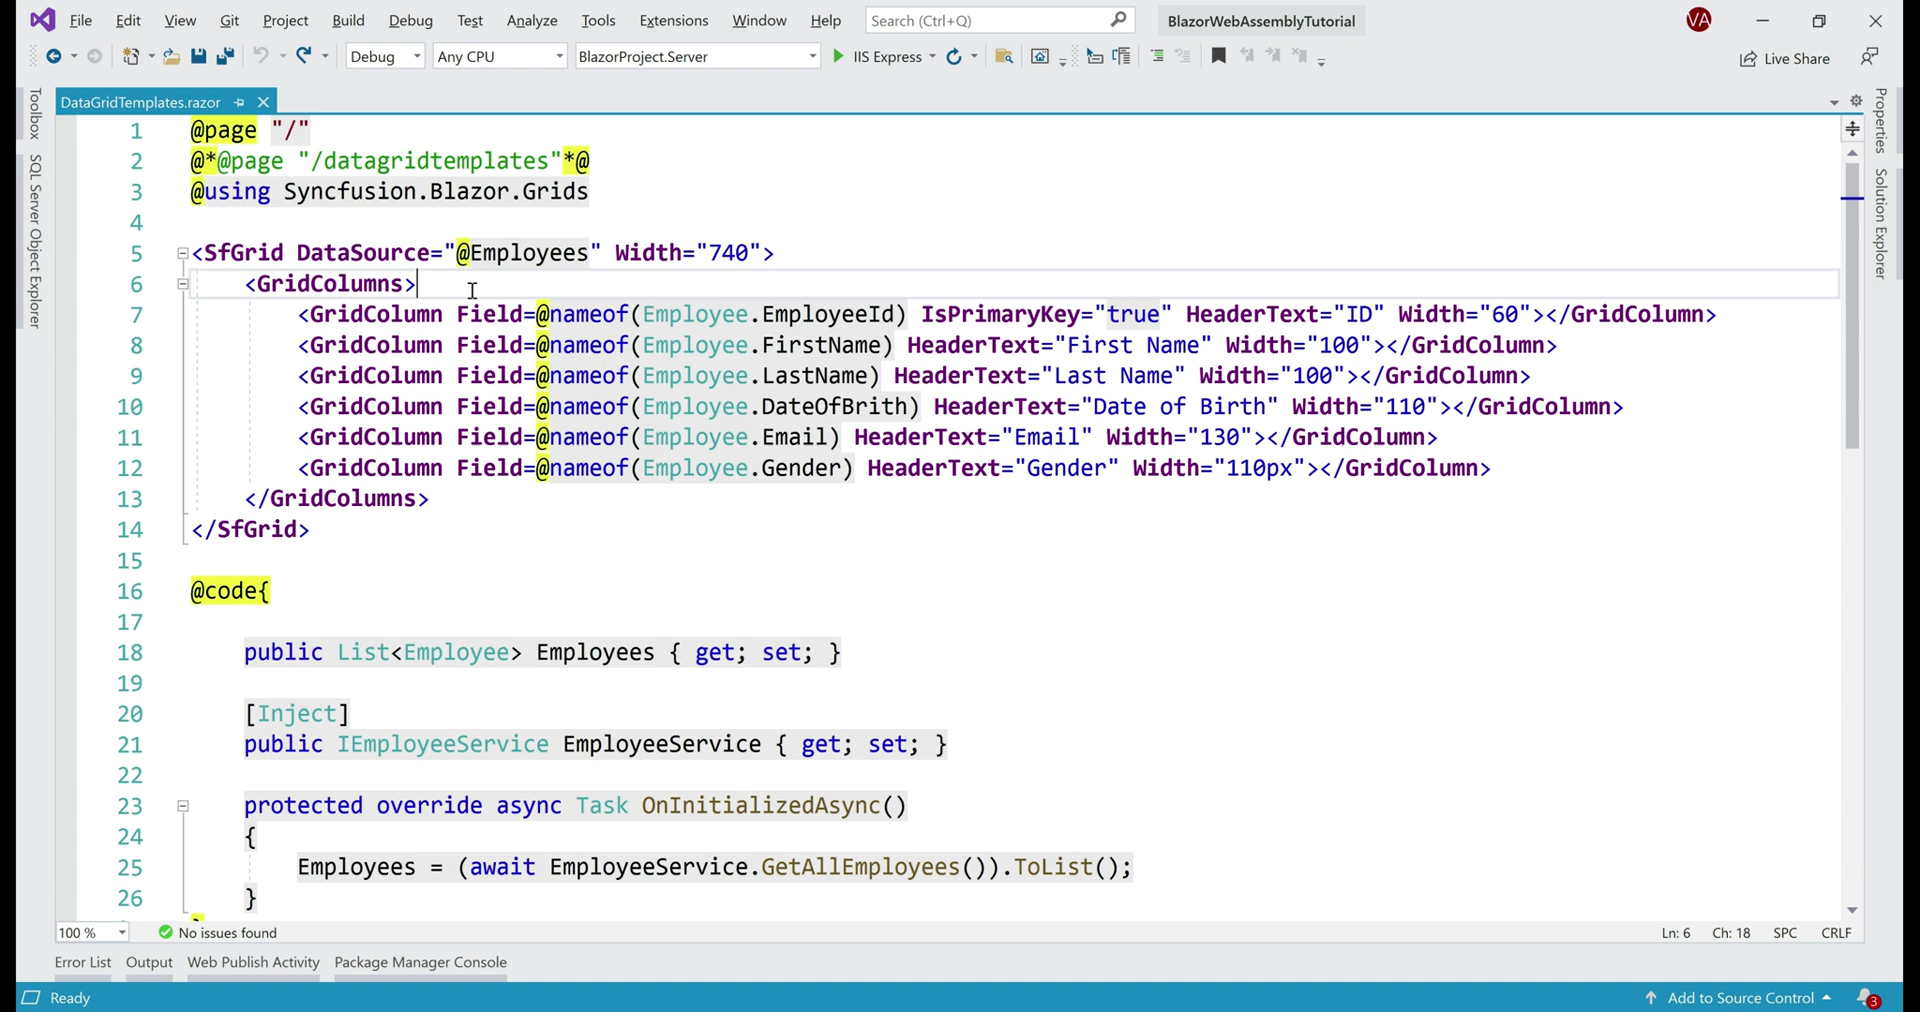 File Edit View Git Project Build Debug Test Analyze Tools Extensions Window Help Search (Ctrl+Q) BlazorWebAssemblyTutorial VA
Debug Any CPU BlazorProject.Server IIS Express Live Share
DataGridTemplates.razor
Toolbox
SQL Server Object Explorer
Properties
Solution Explorer
1 @page "/"
2 @*@page "/datagridtemplates"*@
3 @using Syncfusion.Blazor.Grids
4
5 <SfGrid DataSource="@Employees" Width="740">
6 <GridColumns>
7 <GridColumn Field=@nameof(Employee.EmployeeId) IsPrimaryKey="true" HeaderText="ID" Width="60"></GridColumn>
8 <GridColumn Field=@nameof(Employee.FirstName) HeaderText="First Name" Width="100"></GridColumn>
9 <GridColumn Field=@nameof(Employee.LastName) HeaderText="Last Name" Width="100"></GridColumn>
10 <GridColumn Field=@nameof(Employee.DateOfBrith) HeaderText="Date of Birth" Width="110"></GridColumn>
11 <GridColumn Field=@nameof(Employee.Email) HeaderText="Email" Width="130"></GridColumn>
12 <GridColumn Field=@nameof(Employee.Gender) HeaderText="Gender" Width="110px"></GridColumn>
13 </GridColumns>
14 </SfGrid>
15
16 @code{
17
18 public List<Employee> Employees { get; set; }
19
20 [Inject]
21 public IEmployeeService EmployeeService { get; set; }
22
23 protected override async Task OnInitializedAsync()
24 {
25 Employees = (await EmployeeService.GetAllEmployees()).ToList();
26 }
100 % No issues found Ln: 6 Ch: 18 SPC CRLF
Error List Output Web Publish Activity Package Manager Console
Ready Add to Source Control 3